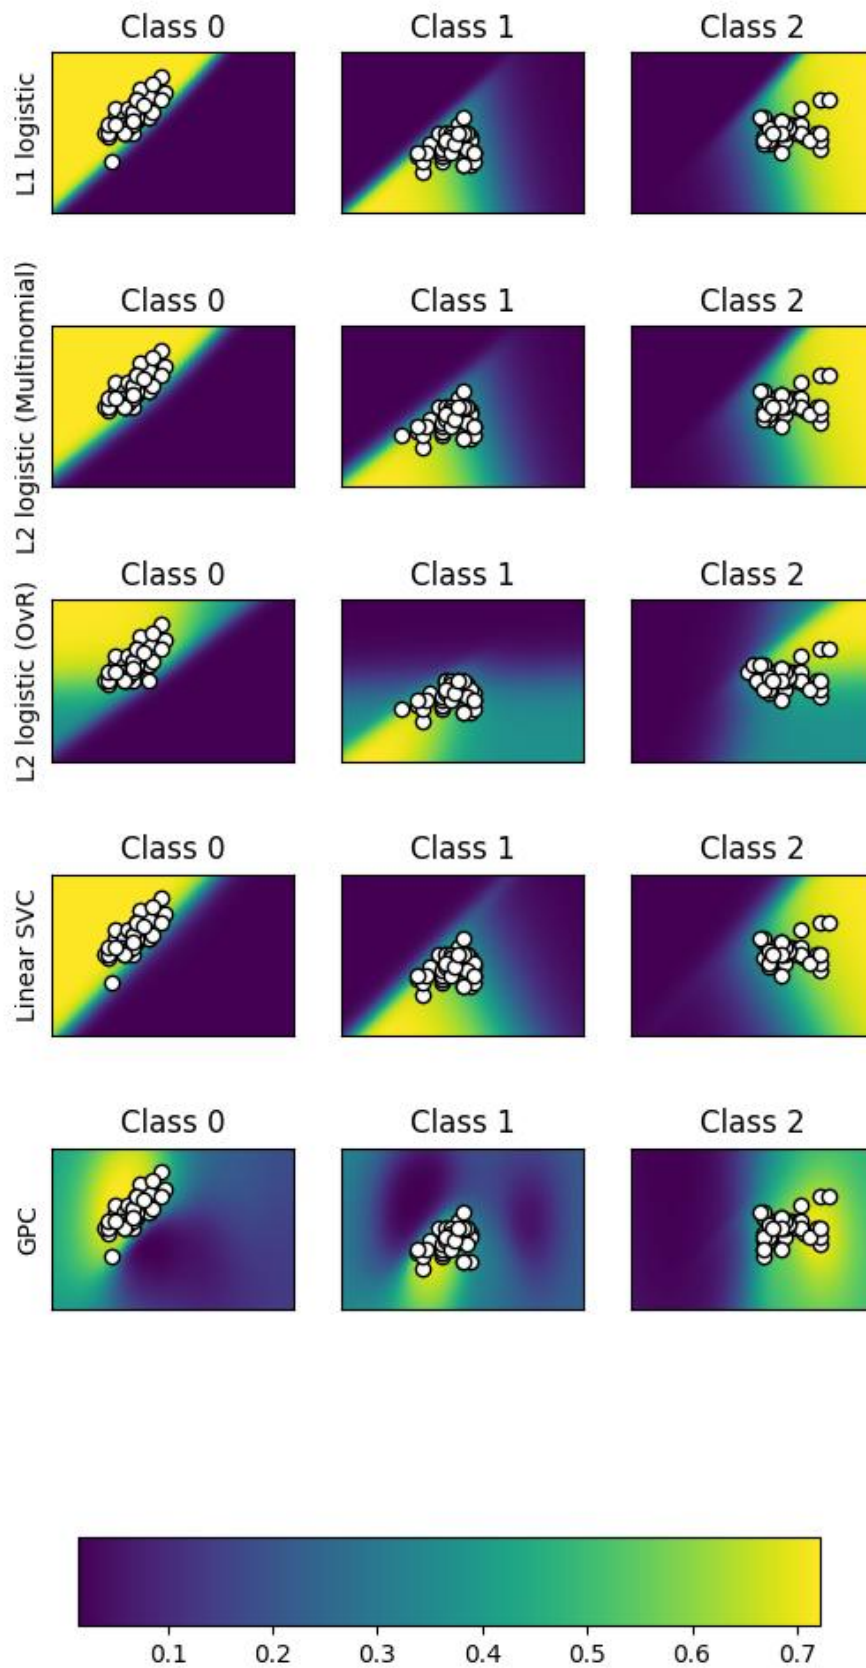 Class 0 Class 1 Class 2
L1 logistic
Class 0 Class 1 Class 2
L2 logistic (Multinomial)
Class 0 Class 1 Class 2
L2 logistic (OvR)
Class 0 Class 1 Class 2
Linear SVC
Class 0 Class 1 Class 2
GPC
0.1 0.2 0.3 0.4 0.5 0.6 0.7